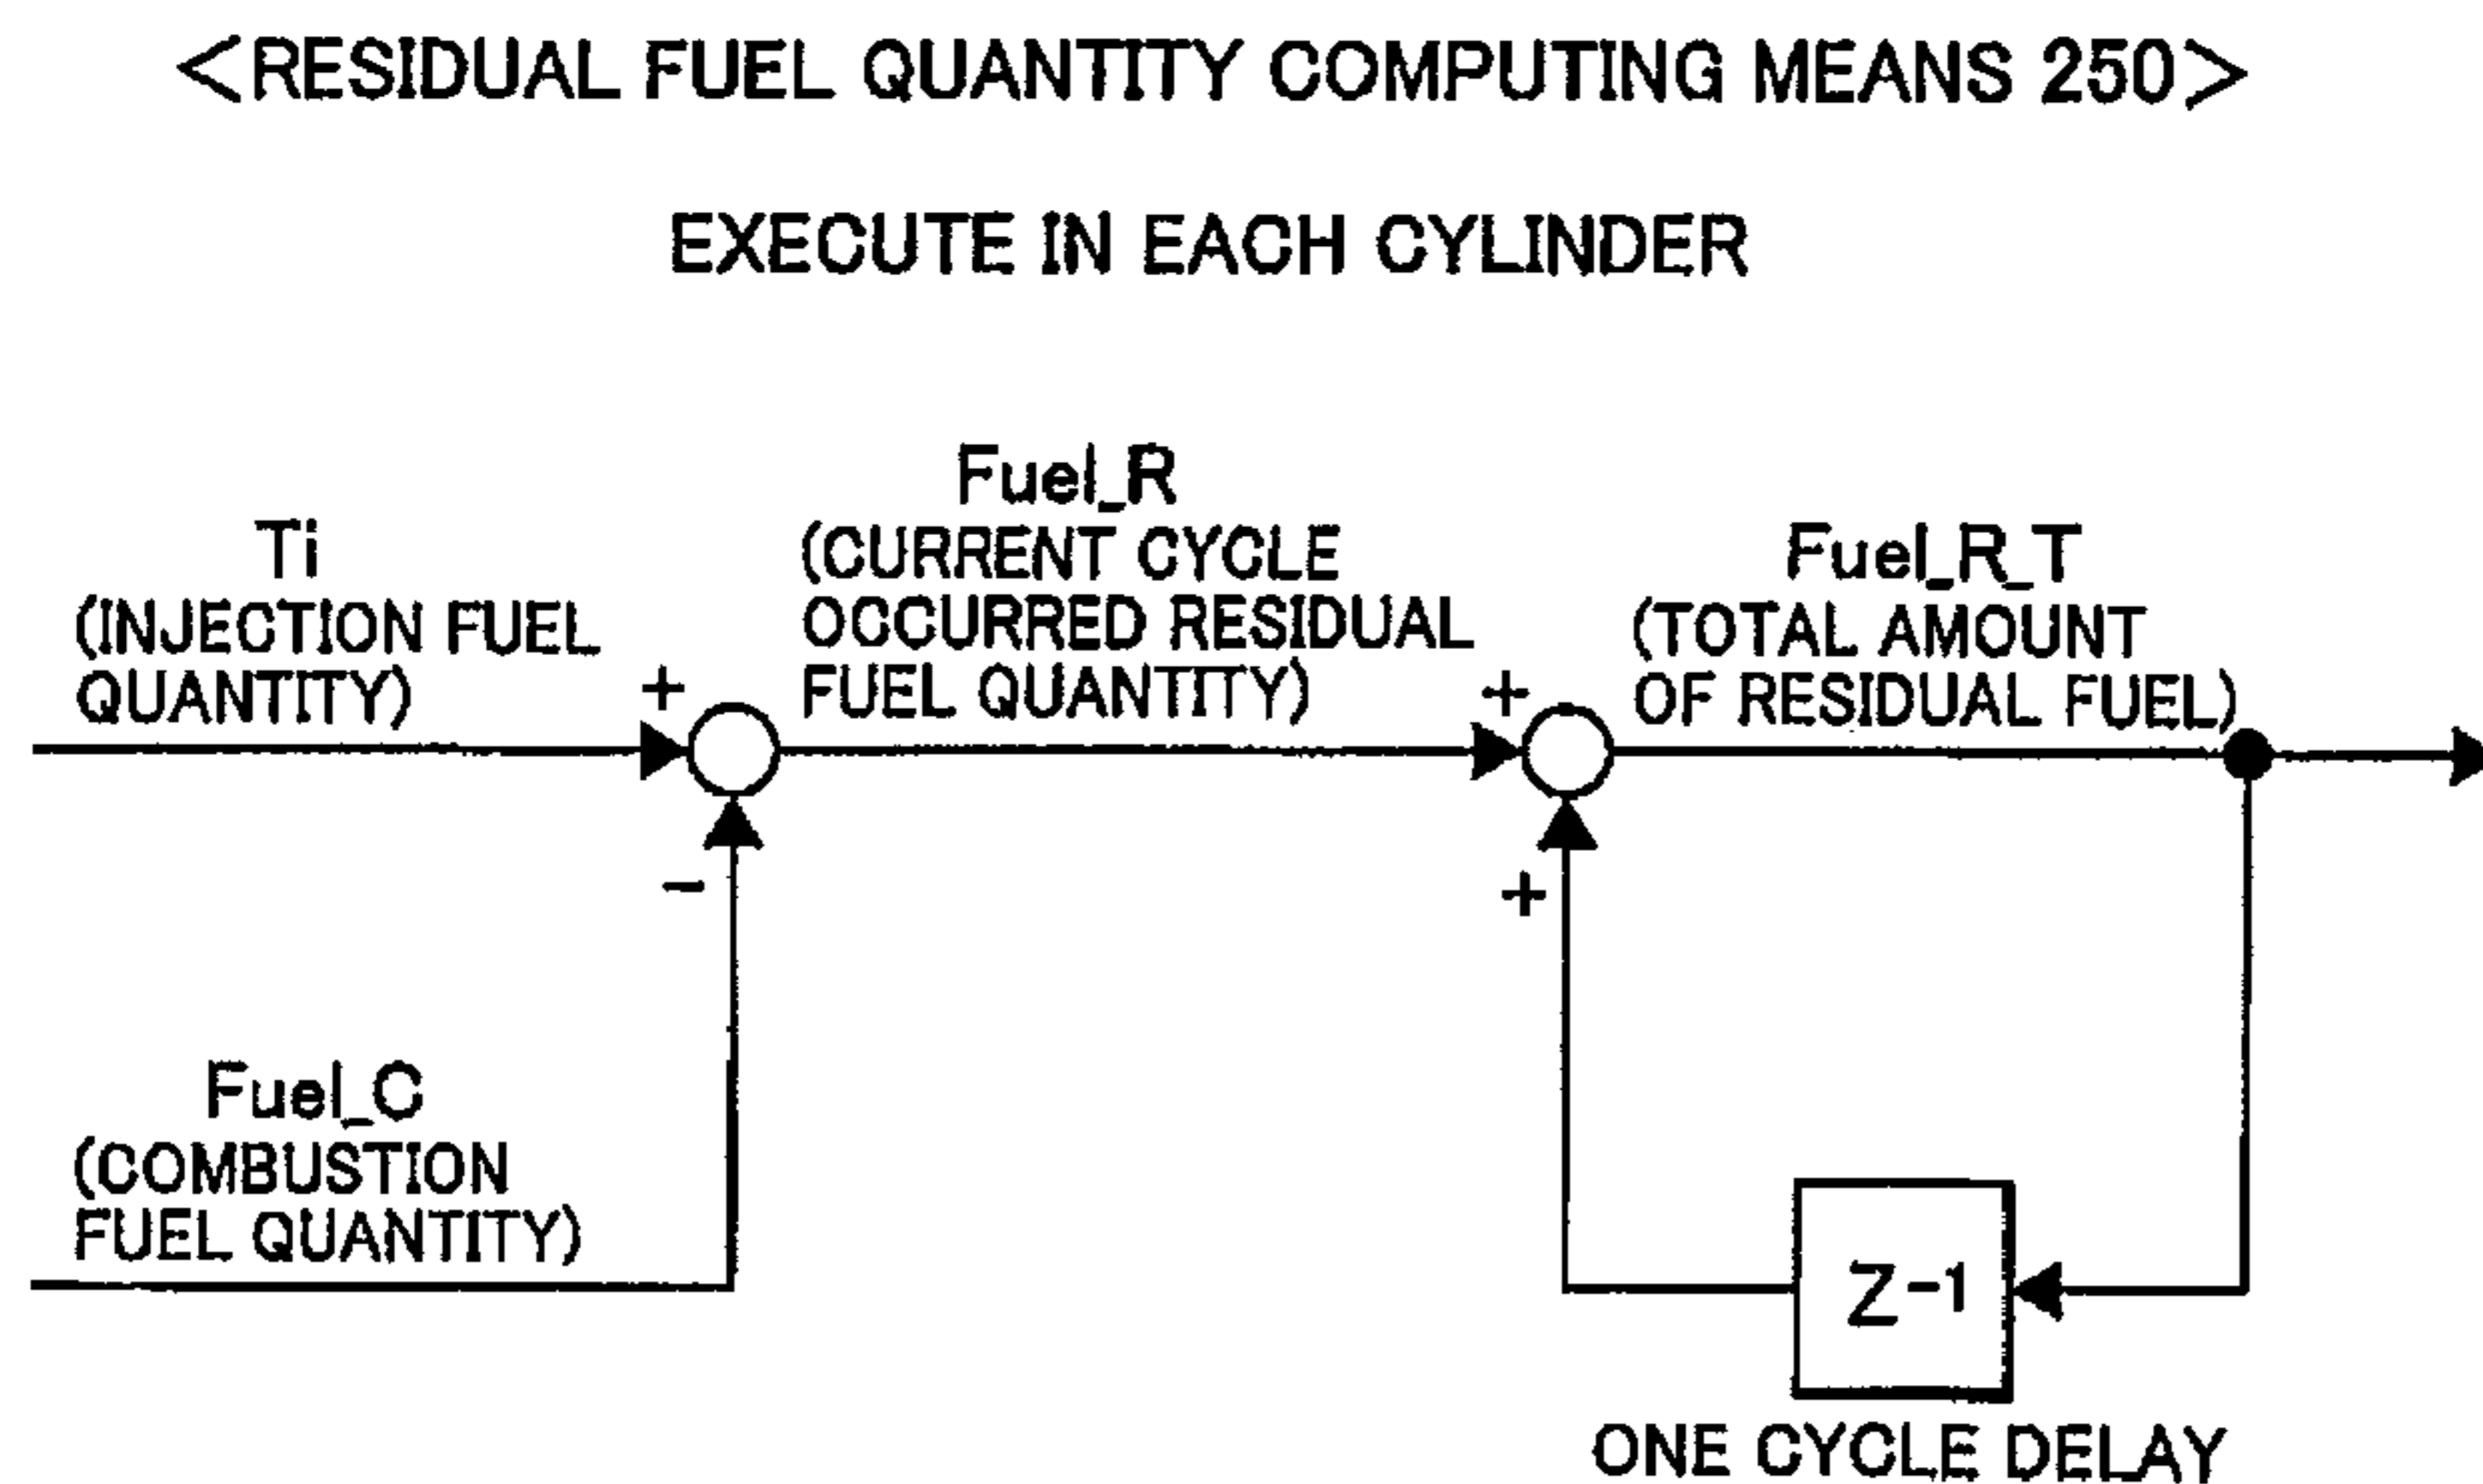 <RESIDUAL FUEL QUANTITY COMPUTING MEANS 250>
EXECUTE IN EACH CYLINDER
Ti
(INJECTION FUEL
QUANTITY)
+
-
Fuel_R
(CURRENT CYCLE
OCCURRED RESIDUAL
FUEL QUANTITY)
+
+
Fuel_R_T
(TOTAL AMOUNT
OF RESIDUAL FUEL)
Fuel_C
(COMBUSTION
FUEL QUANTITY)
Z-1
ONE CYCLE DELAY